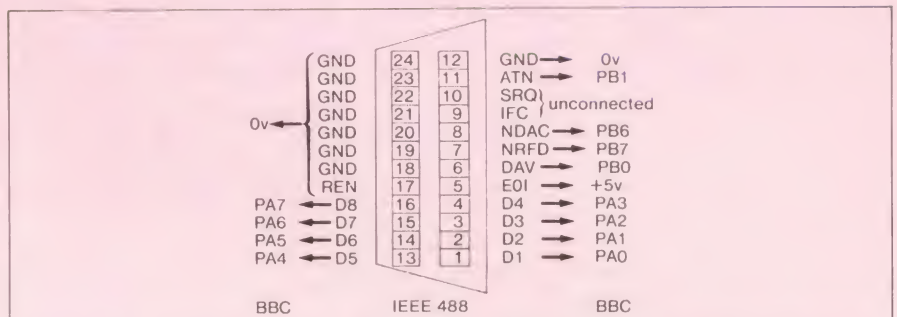 GND 24 12 GND → 0v
GND 23 11 ATN → PB1
GND 22 10 SRQ
unconnected
GND 21 9 IFC
0v ← GND 20 8 NDAC → PB6
GND 19 7 NRFD → PB7
GND 18 6 DAV → PB0
REN 17 5 EOI → +5v
PA7 ← D8 16 4 D4 → PA3
PA6 ← D7 15 3 D3 → PA2
PA5 ← D6 14 2 D2 → PA1
PA4 ← D5 13 1 D1 → PA0
BBC IEEE 488 BBC